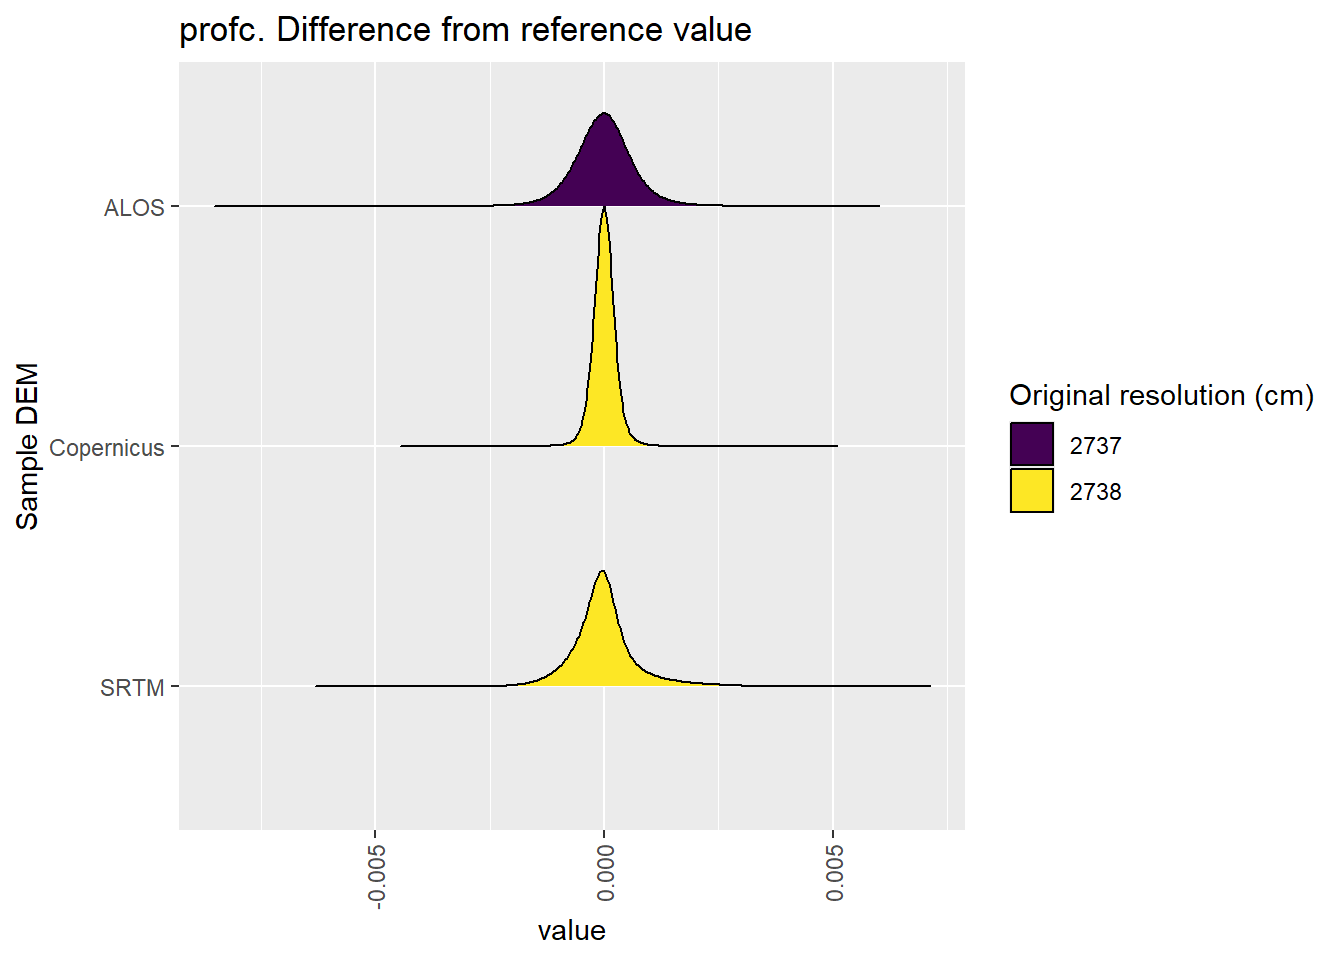 profc. Difference from reference value
ALOS
Copernicus
SRTM
Sample DEM
-0.005
0.000
0.005
value
Original resolution (cm)
2737
2738